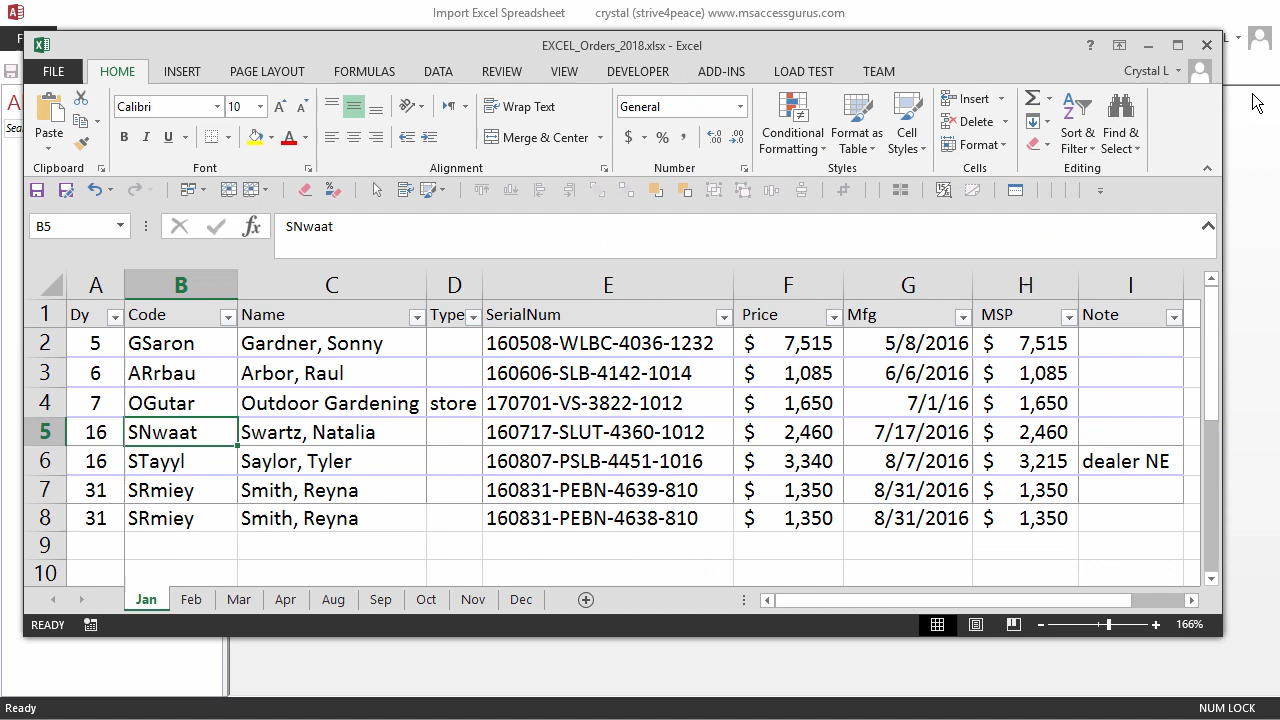 Import Excel Spreadsheet crystal (strive4peace) www.msaccessgurus.com
EXCEL_Orders_2018.xlsx - Excel
FILE HOME INSERT PAGE LAYOUT FORMULAS DATA REVIEW VIEW DEVELOPER ADD-INS LOAD TEST TEAM Crystal L
Paste
Clipboard
Calibri 10
B I U
Font
Wrap Text
Merge & Center
Alignment
General
$ % ,
Number
Conditional Formatting
Format as Table
Cell Styles
Styles
Insert
Delete
Format
Cells
Sort & Filter
Find & Select
Editing
B5 fx SNwaat
A B C D E F G H I
1 Dy Code Name Type SerialNum Price Mfg MSP Note
2 5 GSaron Gardner, Sonny 160508-WLBC-4036-1232 $ 7,515 5/8/2016 $ 7,515
3 6 ARrbau Arbor, Raul 160606-SLB-4142-1014 $ 1,085 6/6/2016 $ 1,085
4 7 OGutar Outdoor Gardening store 170701-VS-3822-1012 $ 1,650 7/1/16 $ 1,650
5 16 SNwaat Swartz, Natalia 160717-SLUT-4360-1012 $ 2,460 7/17/2016 $ 2,460
6 16 STayyl Saylor, Tyler 160807-PSLB-4451-1016 $ 3,340 8/7/2016 $ 3,215 dealer NE
7 31 SRmiey Smith, Reyna 160831-PEBN-4639-810 $ 1,350 8/31/2016 $ 1,350
8 31 SRmiey Smith, Reyna 160831-PEBN-4638-810 $ 1,350 8/31/2016 $ 1,350
9
10
Jan Feb Mar Apr Aug Sep Oct Nov Dec
READY 166%
Ready NUM LOCK